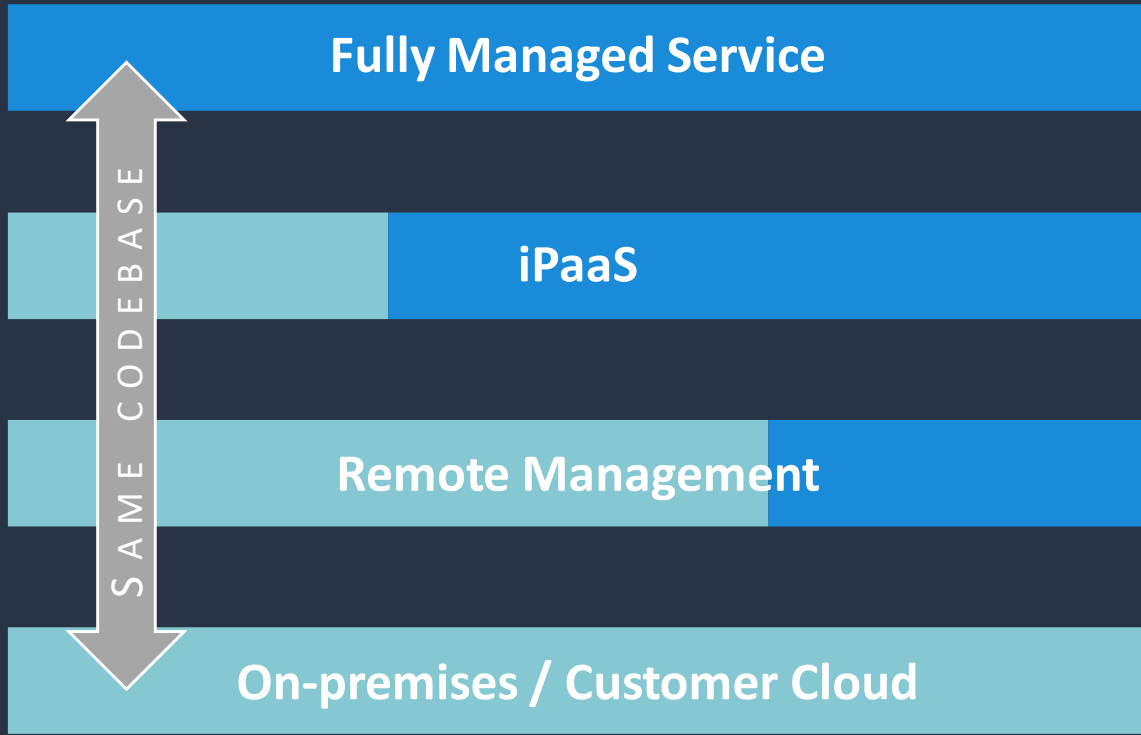 Fully Managed Service
iPaaS
Remote Management
On-premises / Customer Cloud
SAME CODEBASE